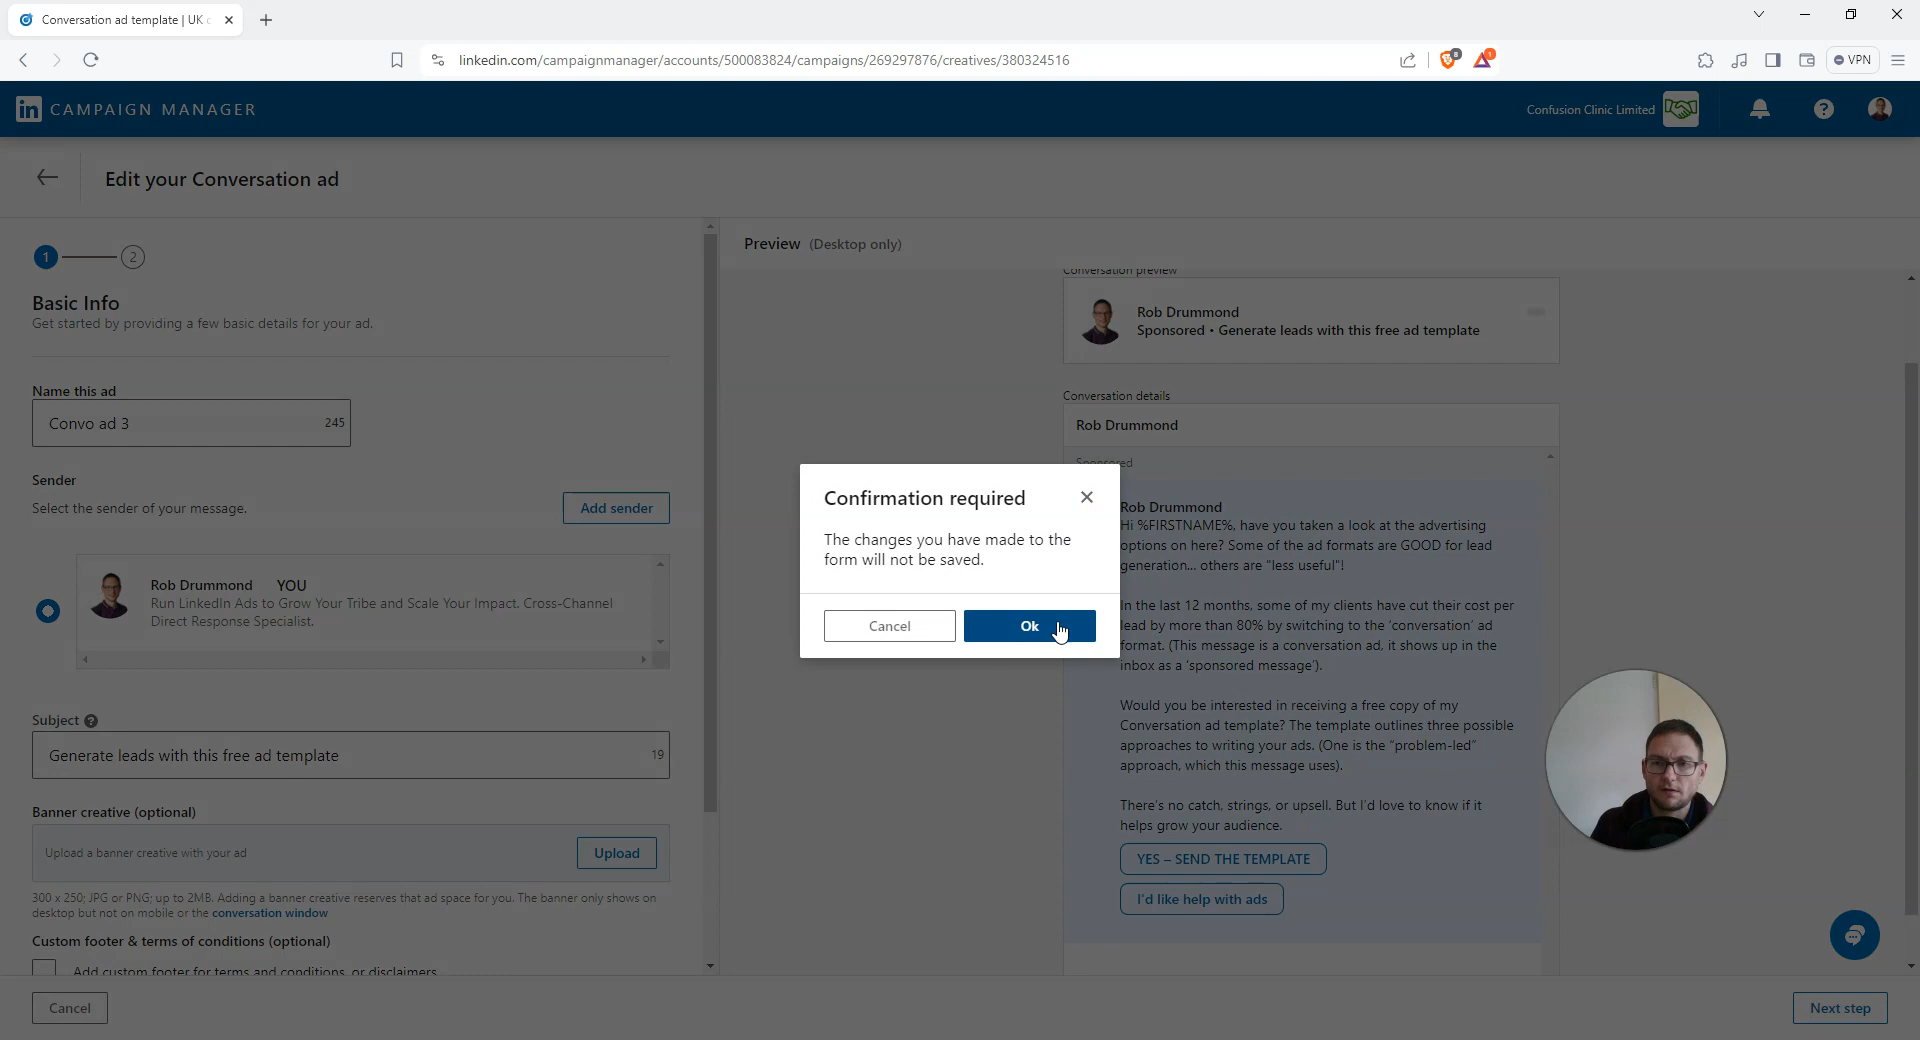 Conversation ad template | UK
linkedin.com/campaignmanager/accounts/500083824/campaigns/269297876/creatives/380324516
8
1
VPN
in CAMPAIGN MANAGER
Confusion Clinic Limited
Edit your Conversation ad
1
2
Basic Info
Get started by providing a few basic details for your ad.
Name this ad
Convo ad 3
245
Sender
Select the sender of your message.
Add sender
Rob Drummond YOU
Run LinkedIn Ads to Grow Your Tribe and Scale Your Impact. Cross-Channel
Direct Response Specialist.
Subject ?
Generate leads with this free ad template
19
Banner creative (optional)
Upload a banner creative with your ad
Upload
300 x 250; JPG or PNG; up to 2MB. Adding a banner creative reserves that ad space for you. The banner only shows on
desktop but not on mobile or the conversation window
Custom footer & terms of conditions (optional)
Add custom footer for terms and conditions, or disclaimers
Cancel
Next step
Preview (Desktop only)
Conversation preview
Rob Drummond
Sponsored • Generate leads with this free ad template
Conversation details
Rob Drummond
Sponsored
Rob Drummond
Hi %FIRSTNAME%, have you taken a look at the advertising
options on here? Some of the ad formats are GOOD for lead
generation... others are "less useful"!
In the last 12 months, some of my clients have cut their cost per
lead by more than 80% by switching to the 'conversation' ad
format. (This message is a conversation ad, it shows up in the
inbox as a 'sponsored message').
Would you be interested in receiving a free copy of my
Conversation ad template? The template outlines three possible
approaches to writing your ads. (One is the "problem-led"
approach, which this message uses).
There's no catch, strings, or upsell. But I'd love to know if it
helps grow your audience.
YES – SEND THE TEMPLATE
I'd like help with ads
Confirmation required
The changes you have made to the
form will not be saved.
Cancel
Ok